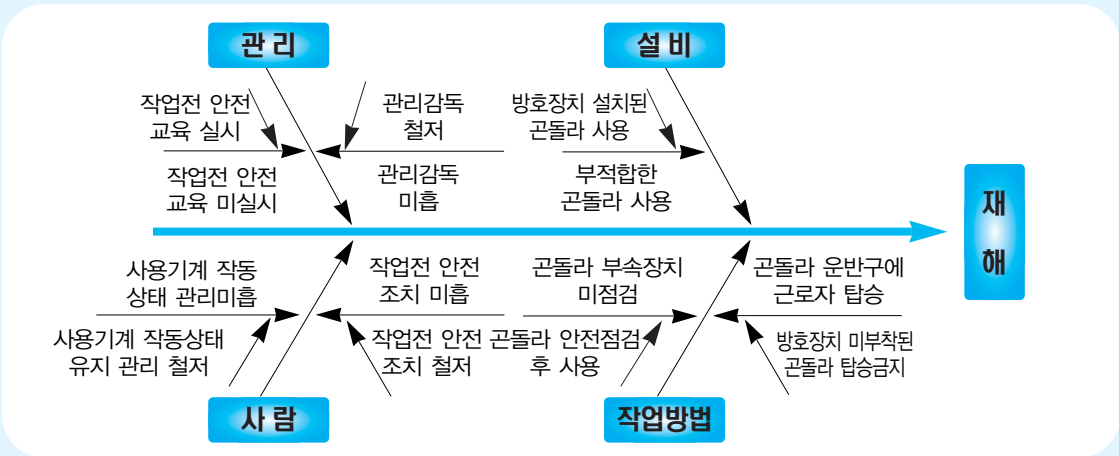 관 리
설 비
작업전 안전
교육 실시
관리감독
철저
방호장치 설치된
곤돌라 사용
작업전 안전
교육 미실시
관리감독
미흡
부적합한
곤돌라 사용
재
해
사용기계 작동
상태 관리미흡
작업전 안전
조치 미흡
곤돌라 부속장치
미점검
곤돌라 운반구에
근로자 탑승
사용기계 작동상태
유지 관리 철저
작업전 안전
조치 철저
곤돌라 안전점검
후 사용
방호장치 미부착된
곤돌라 탑승금지
사 람
작업방법